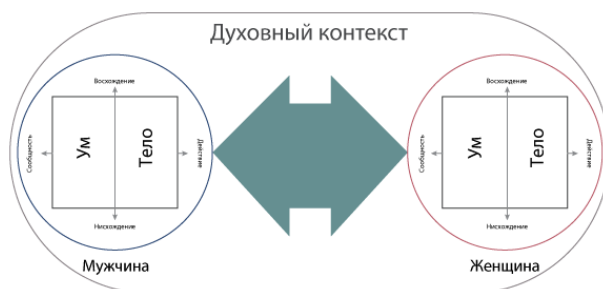 Духовный контекст
Восхождение
Сообщность
Ум
Тело
Действие
Нисхождение
Мужчина
Восхождение
Сообщность
Ум
Тело
Действие
Нисхождение
Женщина